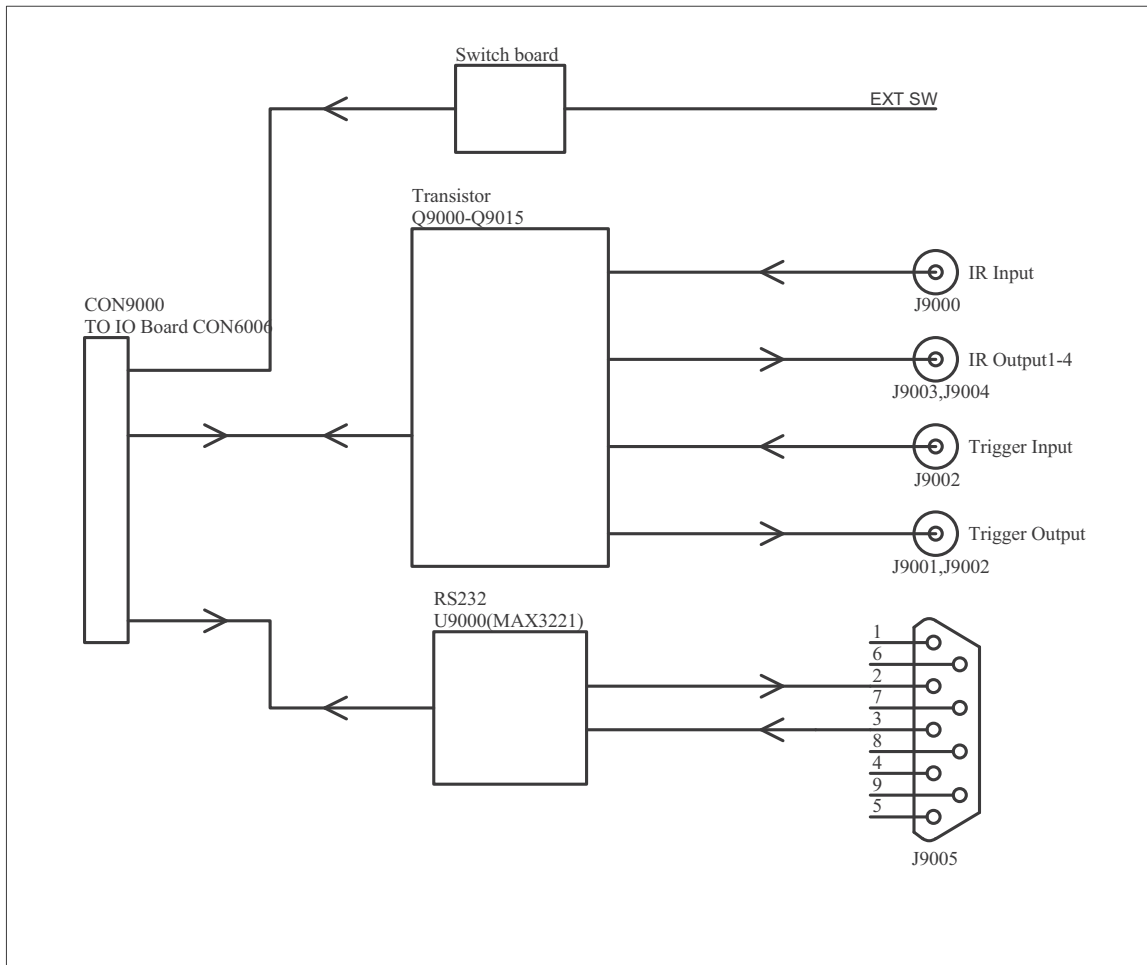 Switch board
EXT SW
Transistor
Q9000-Q9015
IR Input
J9000
CON9000
TO IO Board CON6006
IR Output1-4
J9003,J9004
Trigger Input
J9002
Trigger Output
J9001,J9002
RS232
U9000(MAX3221)
1
6
2
7
3
8
4
9
5
J9005